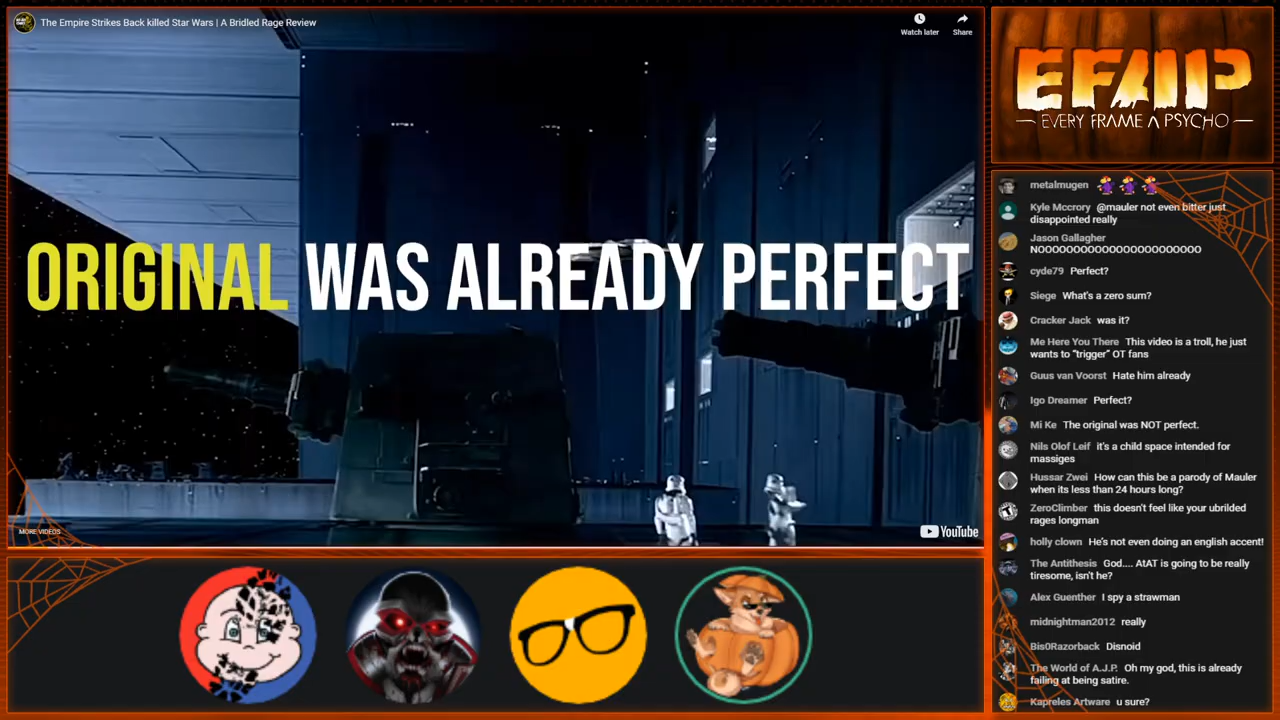 The Empire Strikes Back killed Star Wars | A Bridled Rage Review
Watch later
Share
ORIGINAL WAS ALREADY PERFECT
MORE VIDEOS
YouTube
EFAP
EVERY FRAME A PSYCHO
metalmugen
Kyle Mccrory @mauler not even bitter just
disappointed really
Jason Gallagher
NOOOOOOOOOOOOOOOOOOOOOOO
cyde79 Perfect?
Siege What's a zero sum?
Cracker Jack was it?
Me Here You There This video is a troll, he just
wants to “trigger” OT fans
Guus van Voorst Hate him already
Igo Dreamer Perfect?
Mi Ke The original was NOT perfect.
Nils Olof Leif it's a child space intended for
massiges
Hussar Zwei How can this be a parody of Mauler
when its less than 24 hours long?
ZeroClimber this doesn't feel like your ubrilded
rages longman
holly clown He's not even doing an english accent!
The Antithesis God.... AtAT is going to be really
tiresome, isn't he?
Alex Guenther I spy a strawman
midnightman2012 really
Bis0Razorback Disnoid
The World of A.J.P. Oh my god, this is already
failing at being satire.
Kapreles Artware u sure?